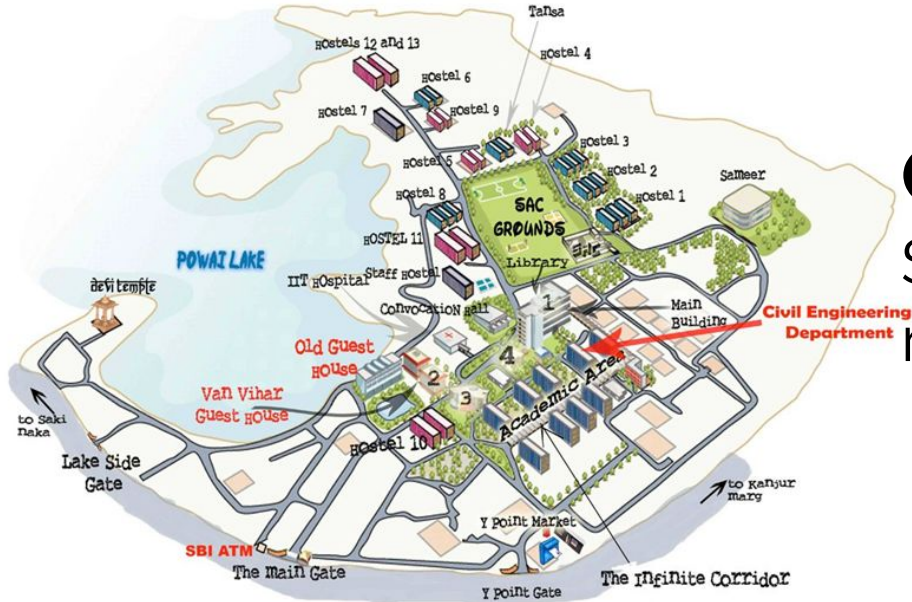 Tansa
Hostels 12 and 13
Hostel 4
Hostel 6
Hostel 7
Hostel 9
Hostel 3
Hostel 5
Hostel 2
Sameer
Hostel 8
Hostel 1
SAC
GROUNDS
HOSTEL 11
POWAI LAKE
Library
IIT Hospital
Staff Hostel
देवी temple
Convocation Hall
1
Main
Building
Civil Engineering
Department
Old Guest
House
4
2
Van Vihar
Guest House
3
Academic Area
to Saki
Naka
Hostel 10
Lake Side
Gate
to Kanjur
Marg
Y Point Market
SBI ATM
The Main Gate
The Infinite Corridor
Y Point Gate